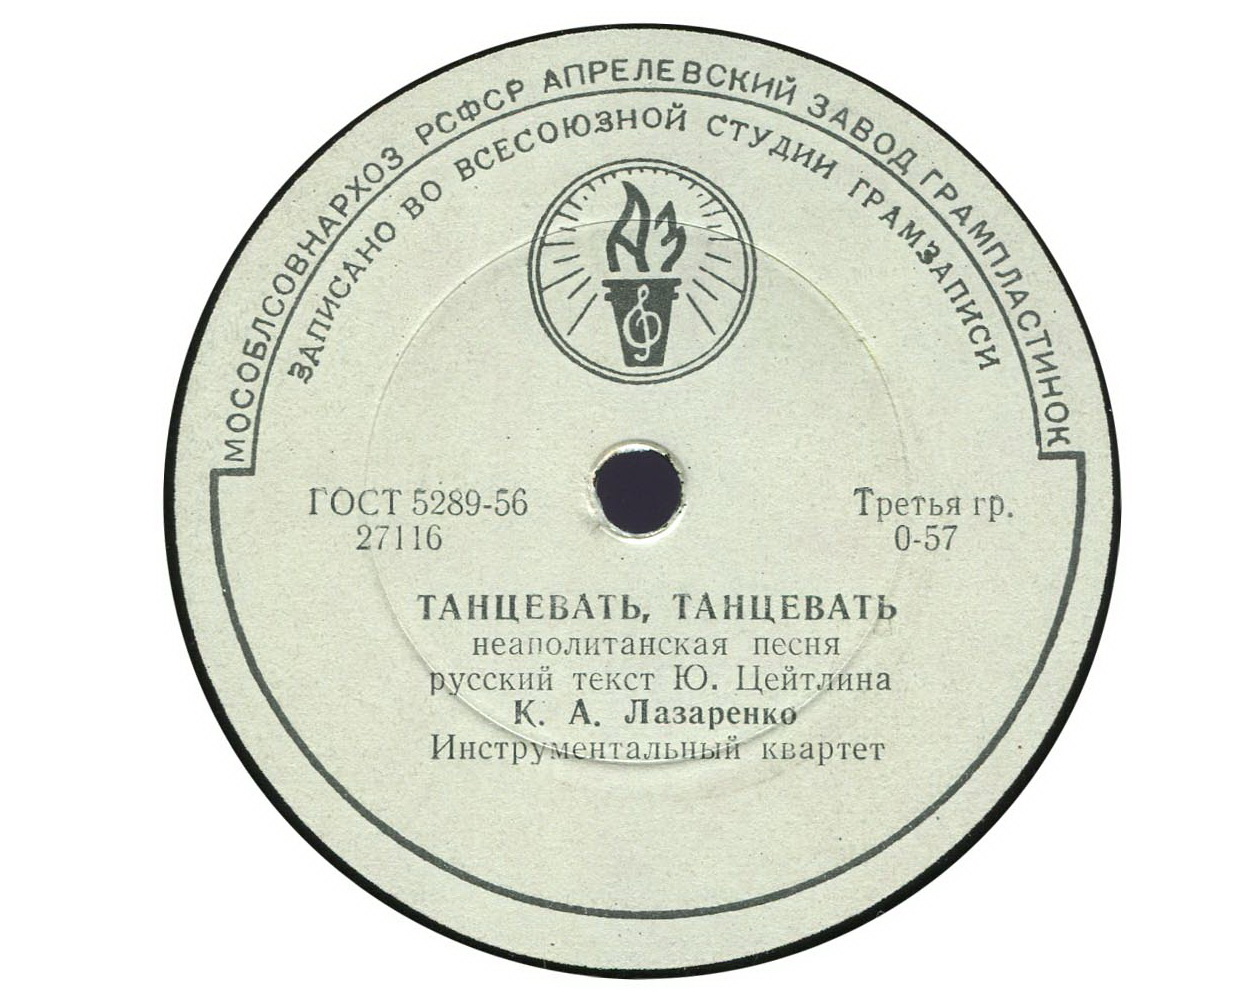 МОСОБЛСОВНАРХОЗ РСФСР АПРЕЛЕВСКИЙ ЗАВОД ГРАМПЛАСТИНОК
ЗАПИСАНО ВО ВСЕСОЮЗНОЙ СТУДИИ ГРАМЗАПИСИ
АЗ
ГОСТ 5289-56
27116
Третья гр.
0-57
ТАНЦЕВАТЬ, ТАНЦЕВАТЬ
неаполитанская песня
русский текст Ю. Цейтлина
К. А. Лазаренко
Инструментальный квартет